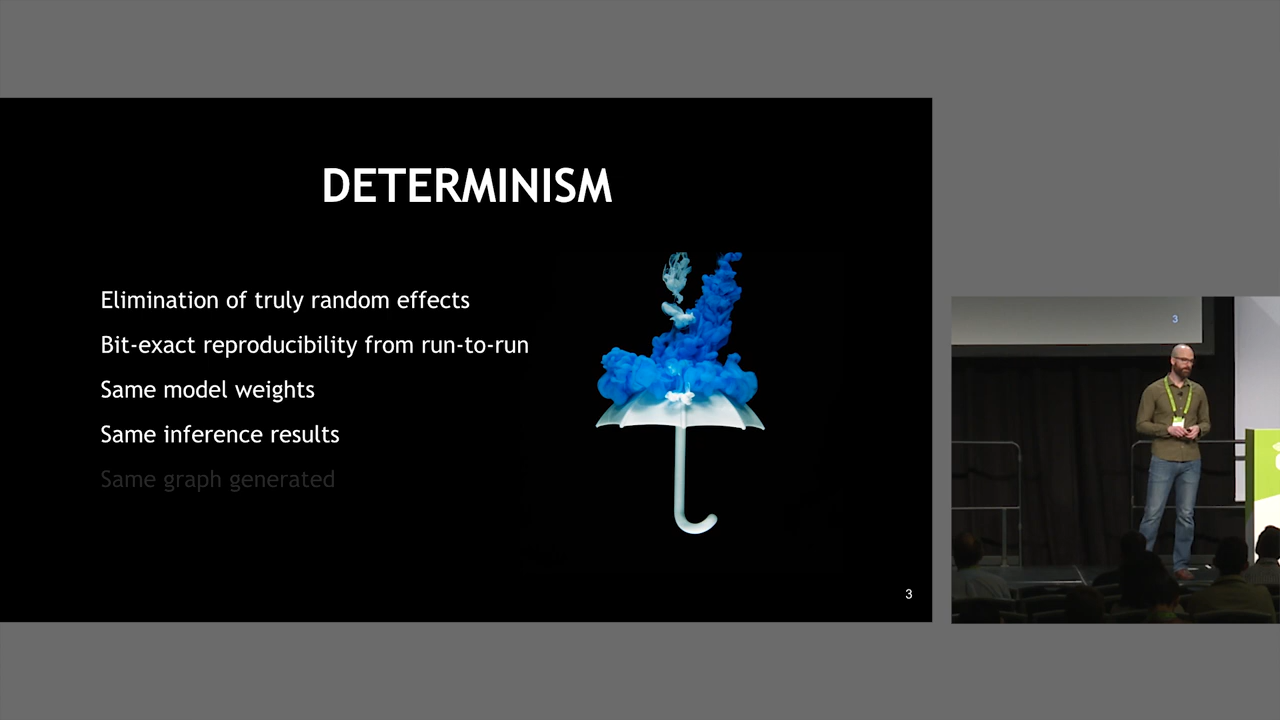 DETERMINISM
Elimination of truly random effects
Bit-exact reproducibility from run-to-run
Same model weights
Same inference results
Same graph generated
3
3